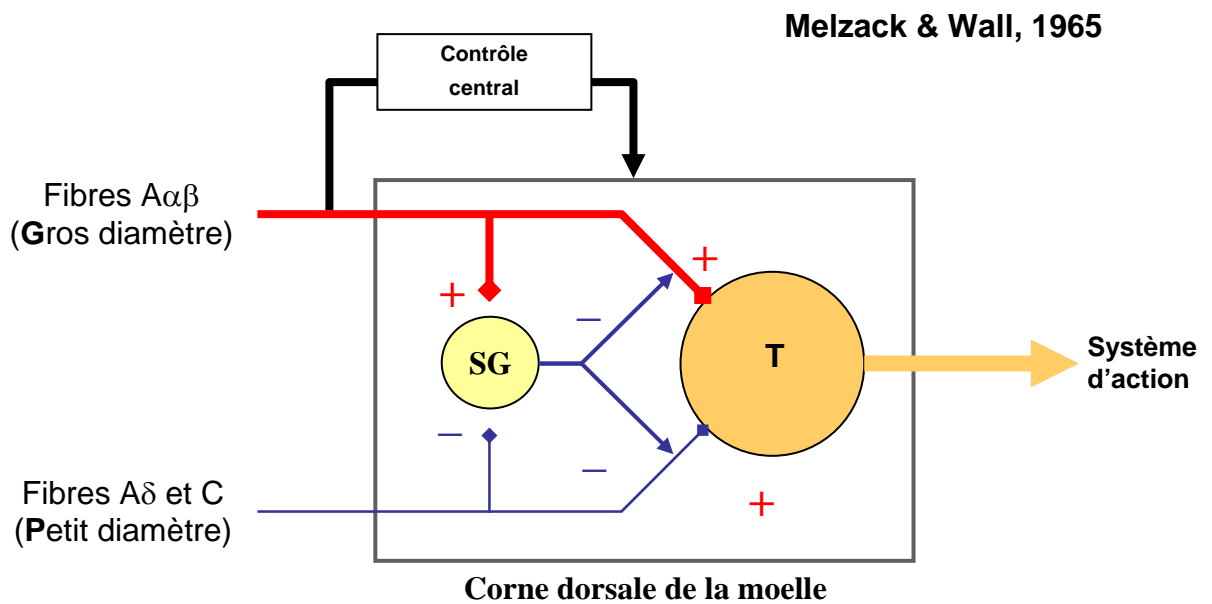 Melzack & Wall, 1965
Contrôle
central
Fibres Aαβ
(Gros diamètre)
+
+
–
SG
T
Système
d’action
–
–
Fibres Aδ et C
(Petit diamètre)
+
Corne dorsale de la moelle